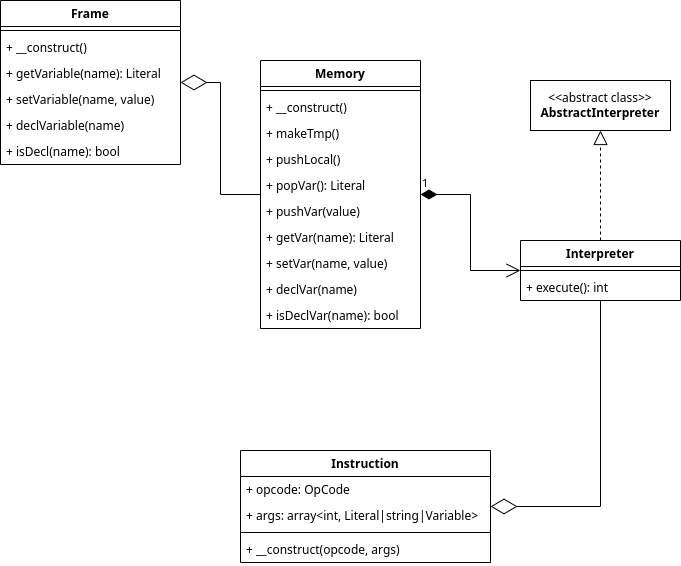 Frame
+ __construct()
+ getVariable(name): Literal
+ setVariable(name, value)
+ declVariable(name)
+ isDecl(name): bool
Memory
+ __construct()
+ makeTmp()
+ pushLocal()
+ popVar(): Literal
+ pushVar(value)
+ getVar(name): Literal
+ setVar(name, value)
+ declVar(name)
+ isDeclVar(name): bool
1
<<abstract class>>
AbstractInterpreter
Interpreter
+ execute(): int
Instruction
+ opcode: OpCode
+ args: array<int, Literal|string|Variable>
+ __construct(opcode, args)